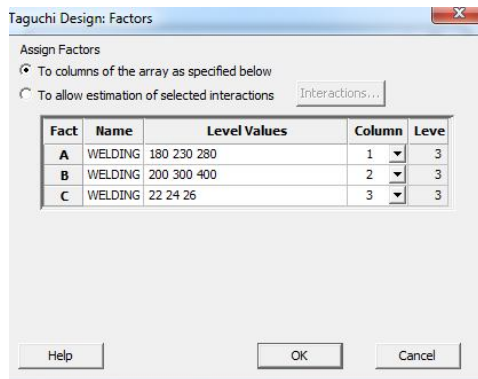 Taguchi Design: Factors
Assign Factors
To columns of the array as specified below
To allow estimation of selected interactions Interactions...
Fact Name Level Values Column Leve
A WELDING 180 230 280 1 3
B WELDING 200 300 400 2 3
C WELDING 22 24 26 3 3
Help OK Cancel